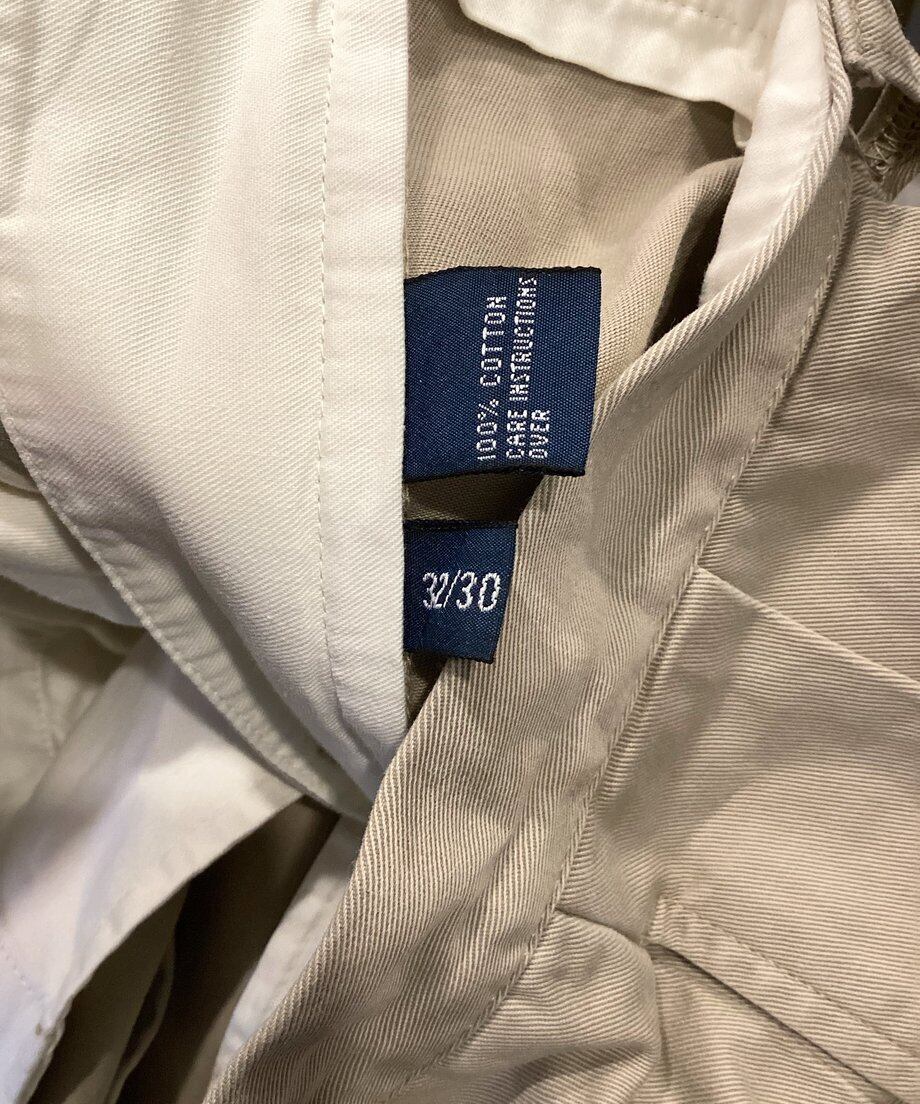 100% COTTON
CARE INSTRUCTIONS
OVER
32/30